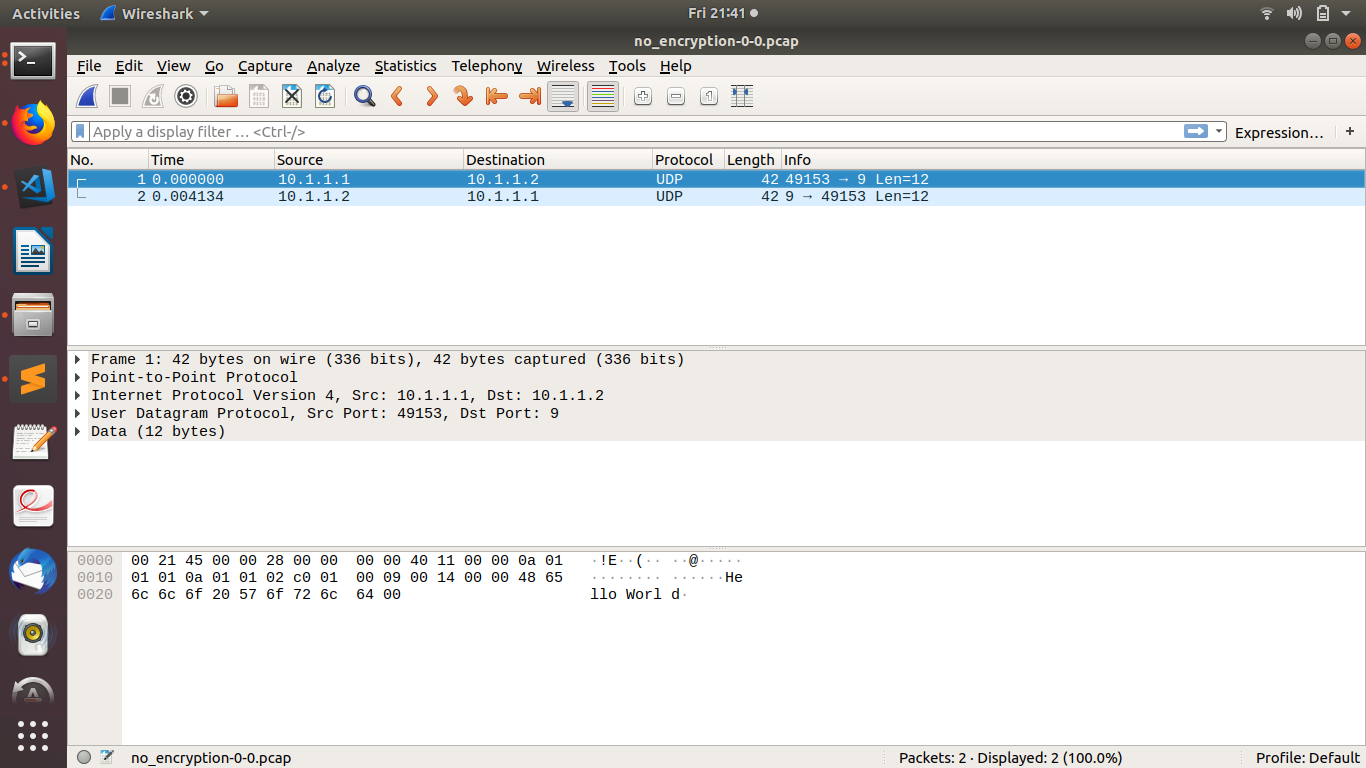 Activities Wireshark Fri 21:41
no_encryption-0-0.pcap
File Edit View Go Capture Analyze Statistics Telephony Wireless Tools Help
Apply a display filter … <Ctrl-/> Expression… +
No. Time Source Destination Protocol Length Info
1 0.000000 10.1.1.1 10.1.1.2 UDP 42 49153 → 9 Len=12
2 0.004134 10.1.1.2 10.1.1.1 UDP 42 9 → 49153 Len=12
Frame 1: 42 bytes on wire (336 bits), 42 bytes captured (336 bits)
Point-to-Point Protocol
Internet Protocol Version 4, Src: 10.1.1.1, Dst: 10.1.1.2
User Datagram Protocol, Src Port: 49153, Dst Port: 9
Data (12 bytes)
0000 00 21 45 00 00 28 00 00 00 00 40 11 00 00 0a 01 ·!E··(·· ··@·····
0010 01 01 0a 01 01 02 c0 01 00 09 00 14 00 00 48 65 ········ ······He
0020 6c 6c 6f 20 57 6f 72 6c 64 00 llo Worl d·
no_encryption-0-0.pcap Packets: 2 · Displayed: 2 (100.0%) Profile: Default